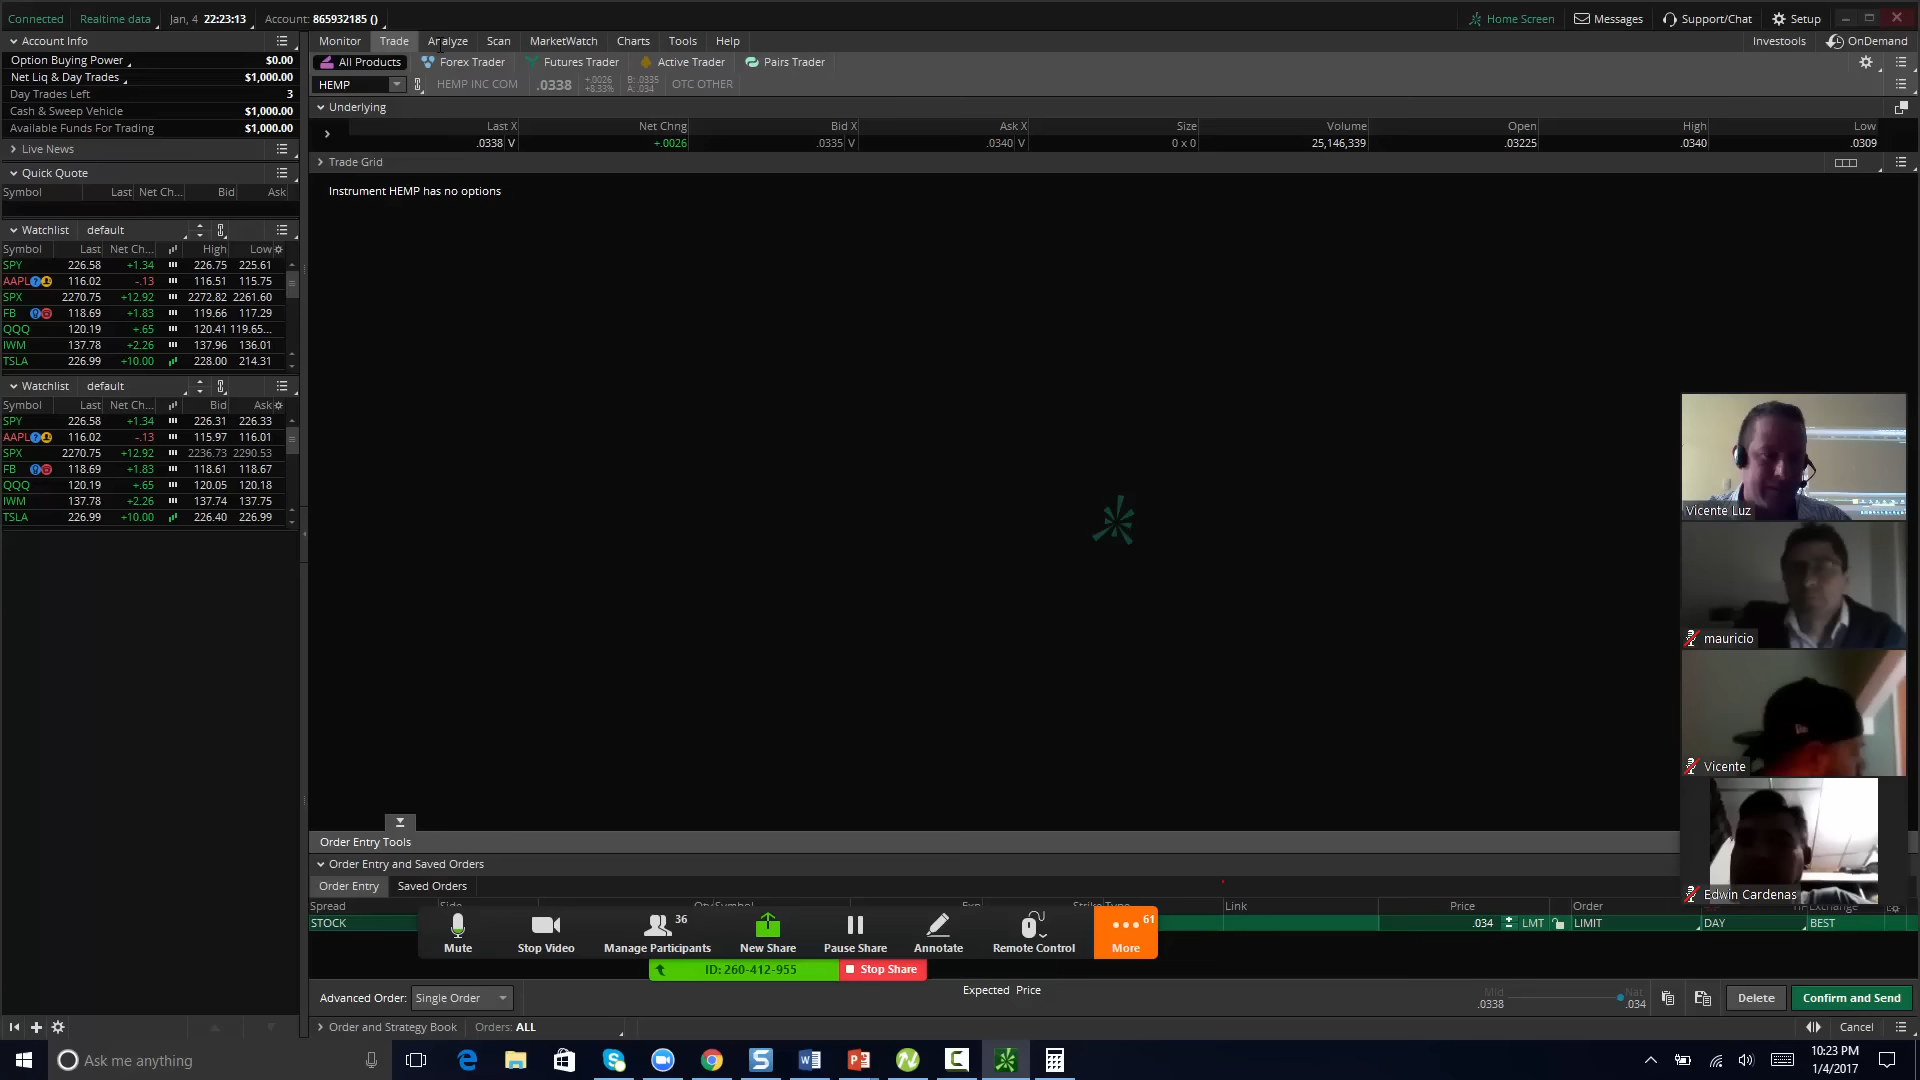 Connected Realtime data Jan, 4 22:23:13 Account: 865932185 () Home Screen Messages Support/Chat Setup
Account Info
Option Buying Power $0.00
Net Liq & Day Trades $1,000.00
Day Trades Left 3
Cash & Sweep Vehicle $1,000.00
Available Funds For Trading $1,000.00
Live News
Quick Quote
Symbol Last Net Ch... Bid Ask
Watchlist default
Symbol Last Net Ch... High Low
SPY 226.58 +1.34 226.75 225.61
AAPL 116.02 -.13 116.51 115.75
SPX 2270.75 +12.92 2272.82 2261.60
FB 118.69 +1.83 119.66 117.29
QQQ 120.19 +.65 120.41 119.65...
IWM 137.78 +2.26 137.96 136.01
TSLA 226.99 +10.00 228.00 214.31
Watchlist default
Symbol Last Net Ch... Bid Ask
SPY 226.58 +1.34 226.31 226.33
AAPL 116.02 -.13 115.97 116.01
SPX 2270.75 +12.92 2236.73 2290.53
FB 118.69 +1.83 118.61 118.67
QQQ 120.19 +.65 120.05 120.18
IWM 137.78 +2.26 137.74 137.75
TSLA 226.99 +10.00 226.40 226.99
Monitor Trade Analyze Scan MarketWatch Charts Tools Help Investools OnDemand
All Products Forex Trader Futures Trader Active Trader Pairs Trader
HEMP HEMP INC COM .0338 +.0026 +8.33% B: .0335 A: .034 OTC OTHER
Underlying
Last X Net Chng Bid X Ask X Size Volume Open High Low
.0338 V +.0026 .0335 V .0340 V 0 x 0 25,146,339 .03225 .0340 .0309
Trade Grid
Instrument HEMP has no options
Vicente Luz
mauricio
Vicente
Edwin Cardenas
Order Entry Tools
Order Entry and Saved Orders
Order Entry Saved Orders
Spread Side Qty Symbol Exp Strike Type Link Price Order Exchange
STOCK .034 LMT LIMIT DAY BEST
36 61
Mute Stop Video Manage Participants New Share Pause Share Annotate Remote Control More
ID: 260-412-955 Stop Share
Expected Price
Advanced Order: Single Order Mid .0338 Nat .034 Delete Confirm and Send
Order and Strategy Book Orders: ALL Cancel
Ask me anything
10:23 PM
1/4/2017